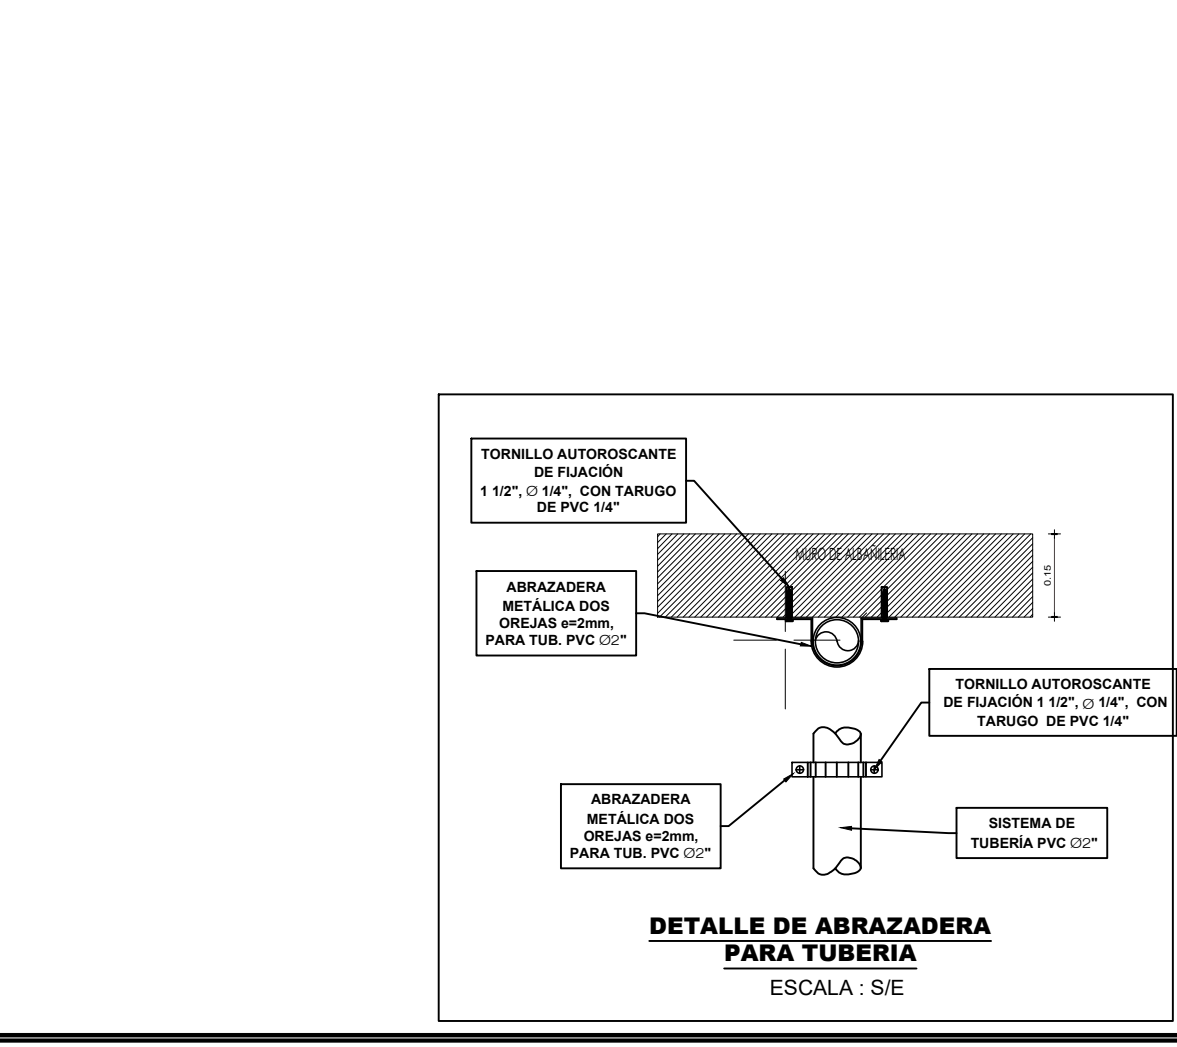 TORNILLO AUTOROSCANTE
DE FIJACIÓN
1 1/2", Ø 1/4", CON TARUGO
DE PVC 1/4"
MURO DE ALBAÑILERIA
0.15
ABRAZADERA
METÁLICA DOS
OREJAS e=2mm,
PARA TUB. PVC Ø2"
TORNILLO AUTOROSCANTE
DE FIJACIÓN 1 1/2", Ø 1/4", CON
TARUGO DE PVC 1/4"
ABRAZADERA
METÁLICA DOS
OREJAS e=2mm,
PARA TUB. PVC Ø2"
SISTEMA DE
TUBERÍA PVC Ø2"
DETALLE DE ABRAZADERA
PARA TUBERIA
ESCALA : S/E